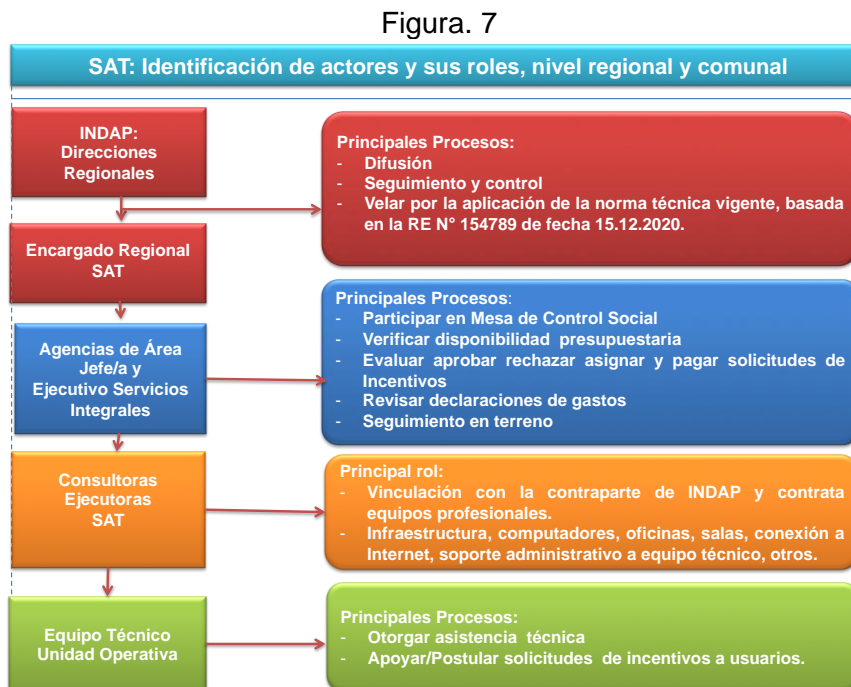 Figura. 7
SAT: Identificación de actores y sus roles, nivel regional y comunal
INDAP:
Direcciones
Regionales
Principales Procesos:
- Difusión
- Seguimiento y control
- Velar por la aplicación de la norma técnica vigente, basada
en la RE N° 154789 de fecha 15.12.2020.
Encargado Regional
SAT
Agencias de Área
Jefe/a y
Ejecutivo Servicios
Integrales
Principales Procesos:
- Participar en Mesa de Control Social
- Verificar disponibilidad presupuestaria
- Evaluar aprobar rechazar asignar y pagar solicitudes de
Incentivos
- Revisar declaraciones de gastos
- Seguimiento en terreno
Consultoras
Ejecutoras
SAT
Principal rol:
- Vinculación con la contraparte de INDAP y contrata
equipos profesionales.
- Infraestructura, computadores, oficinas, salas, conexión a
Internet, soporte administrativo a equipo técnico, otros.
Equipo Técnico
Unidad Operativa
Principales Procesos:
- Otorgar asistencia técnica
- Apoyar/Postular solicitudes de incentivos a usuarios.